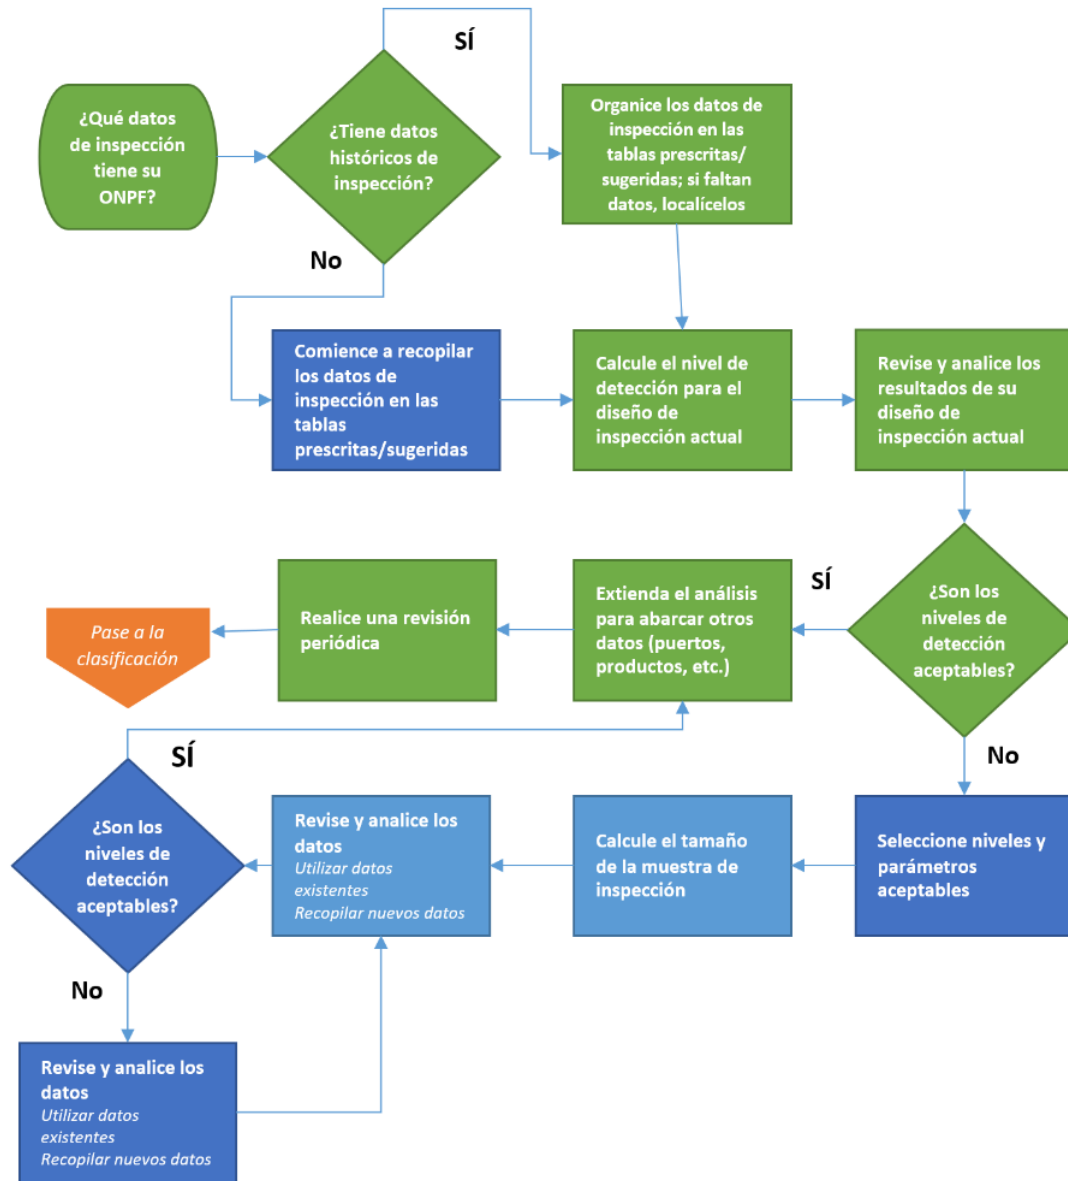 SÍ
¿Qué datos
de inspección
tiene su
ONPF?
¿Tiene datos
históricos de
inspección?
Organice los datos de
inspección en las
tablas prescritas/
sugeridas; si faltan
datos, localícelos
No
Comience a recopilar
los datos de
inspección en las
tablas
prescritas/sugeridas
Calcule el nivel de
detección para el
diseño de
inspección actual
Revise y analice los
resultados de su
diseño de
inspección actual
¿Son los
niveles de
detección
aceptables?
SÍ
Extienda el análisis
para abarcar otros
datos (puertos,
productos, etc.)
Realice una revisión
periódica
Pase a la
clasificación
No
Seleccione niveles y
parámetros
aceptables
Calcule el tamaño
de la muestra de
inspección
Revise y analice los
datos
Utilizar datos
existentes
Recopilar nuevos datos
SÍ
¿Son los
niveles de
detección
aceptables?
No
Revise y analice los
datos
Utilizar datos
existentes
Recopilar nuevos datos